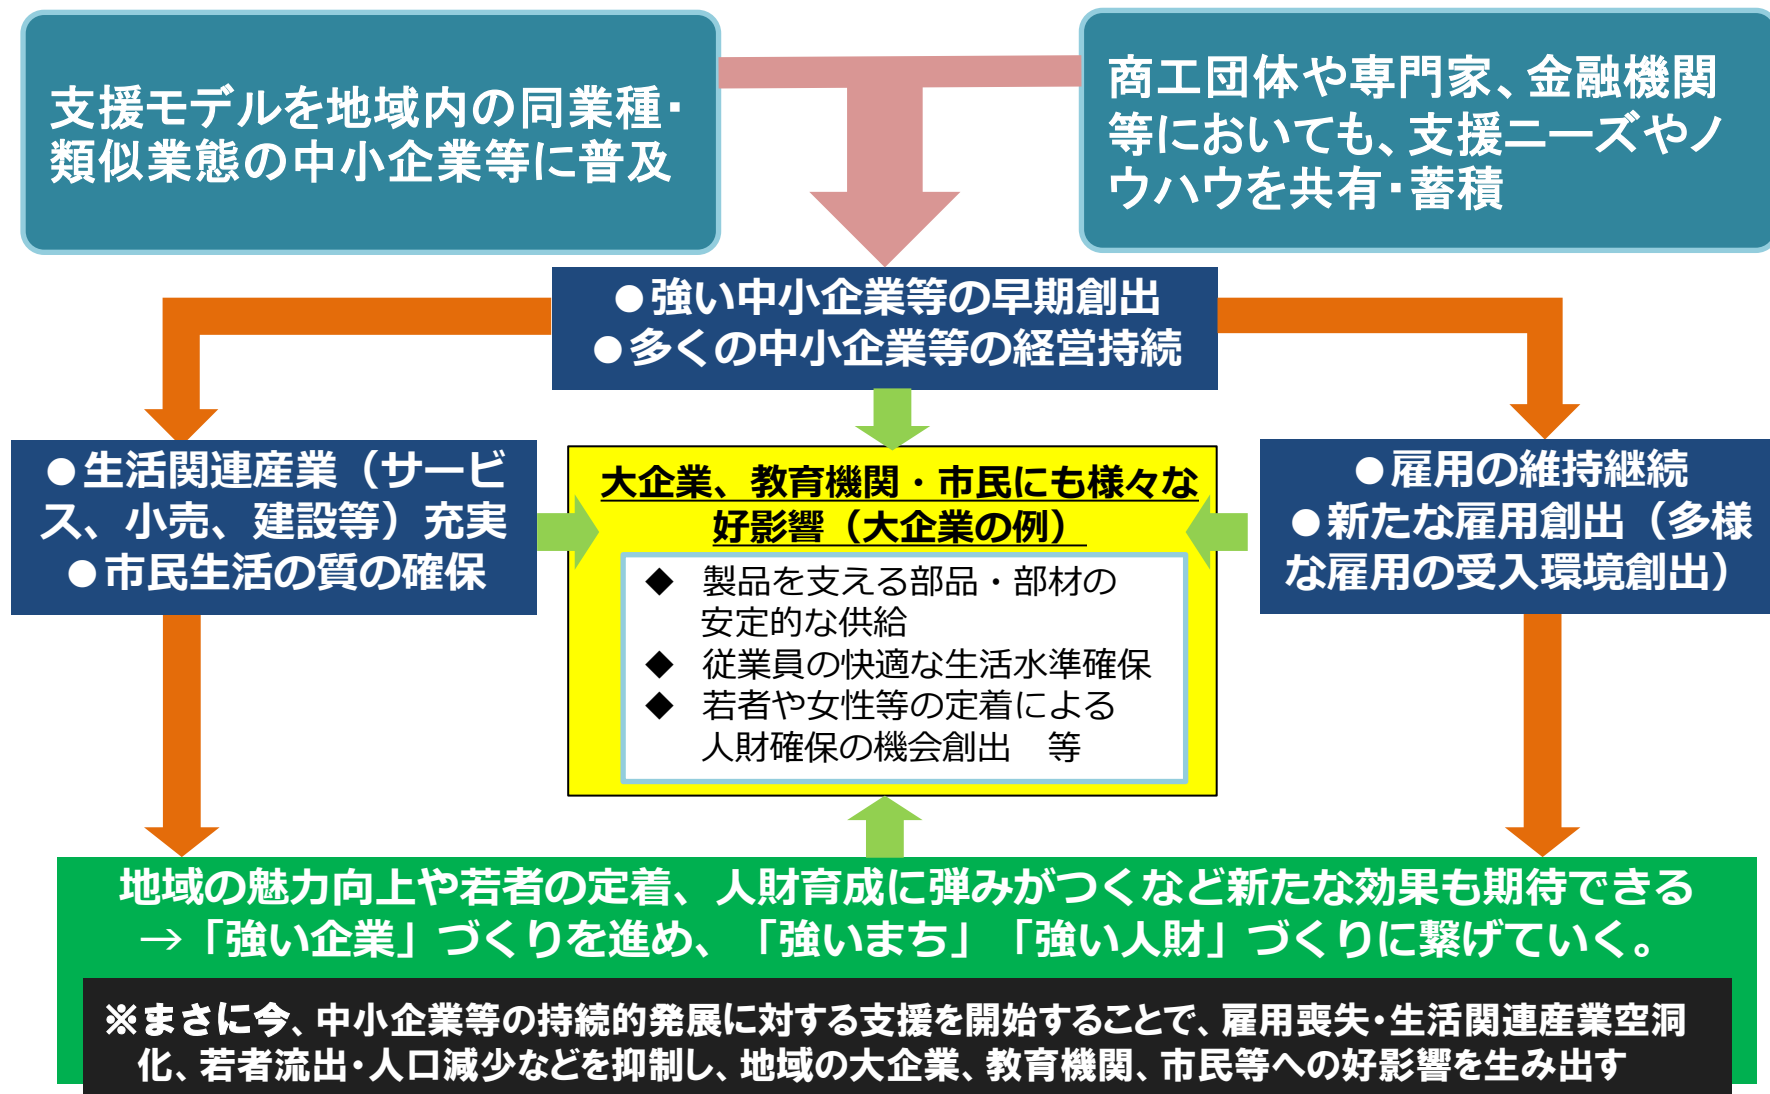 支援モデルを地域内の同業種・
類似業態の中小企業等に普及
商工団体や専門家、金融機関
等においても、支援ニーズやノ
ウハウを共有・蓄積
●強い中小企業等の早期創出
●多くの中小企業等の経営持続
●生活関連産業（サービ
ス、小売、建設等）充実
●市民生活の質の確保
大企業、教育機関・市民にも様々な
好影響（大企業の例）
◆ 製品を支える部品・部材の
安定的な供給
◆ 従業員の快適な生活水準確保
◆ 若者や女性等の定着による
人財確保の機会創出　等
●雇用の維持継続
●新たな雇用創出（多様
な雇用の受入環境創出）
地域の魅力向上や若者の定着、人財育成に弾みがつくなど新たな効果も期待できる
→「強い企業」づくりを進め、「強いまち」「強い人財」づくりに繋げていく。
※まさに今、中小企業等の持続的発展に対する支援を開始することで、雇用喪失・生活関連産業空洞
化、若者流出・人口減少などを抑制し、地域の大企業、教育機関、市民等への好影響を生み出す